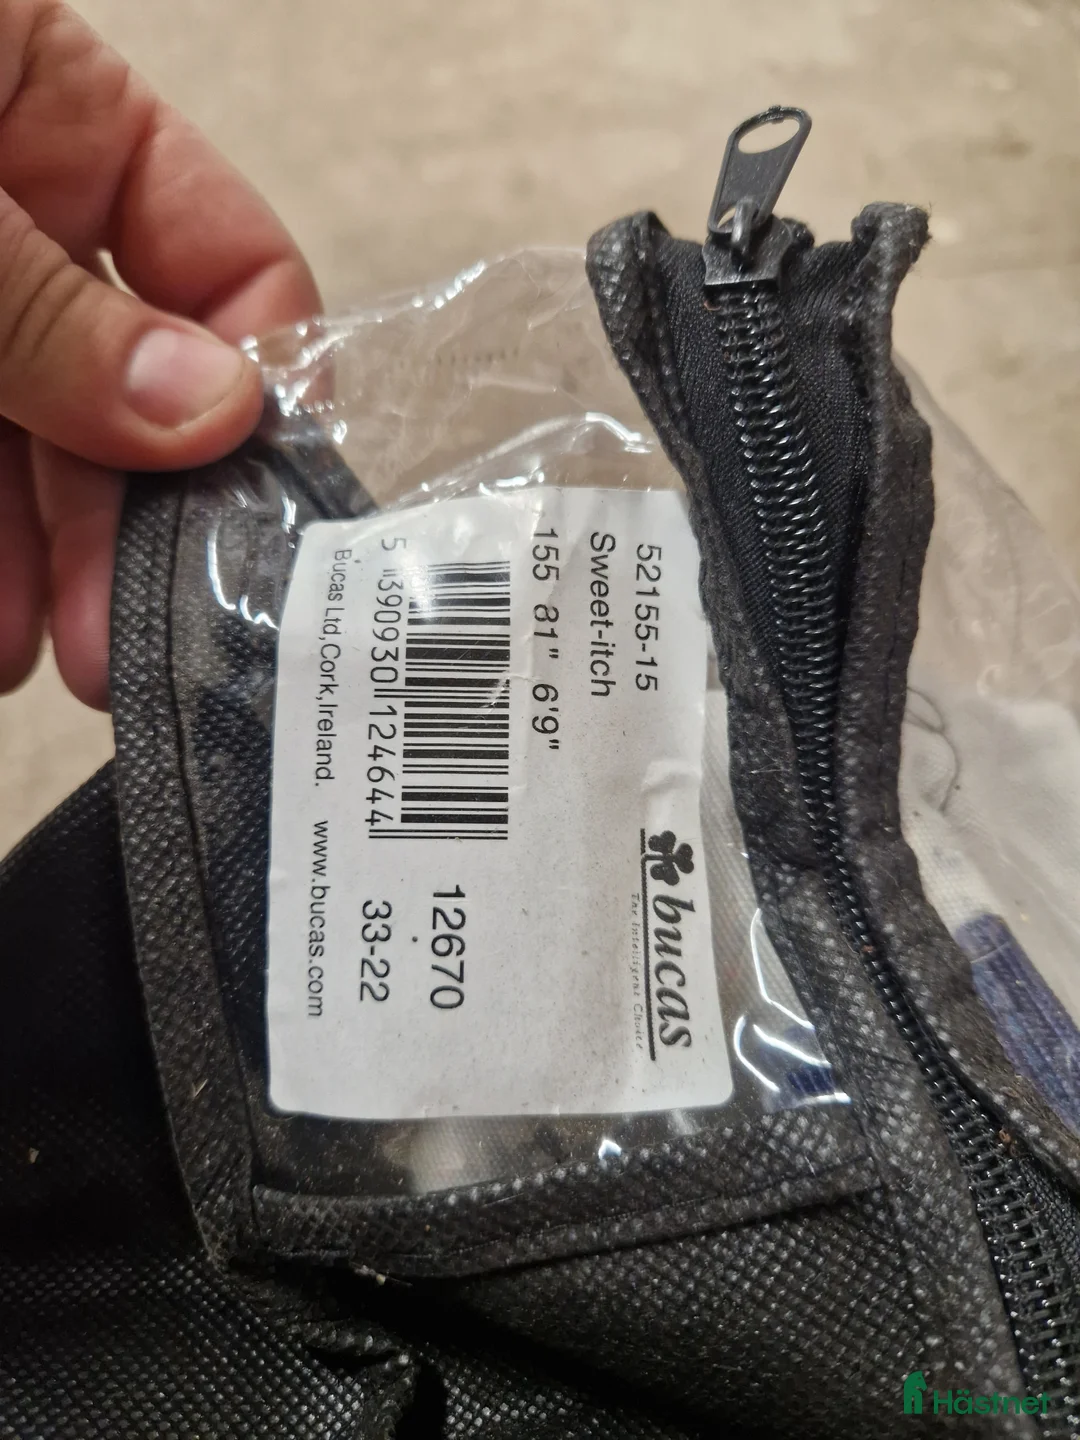 52155-15
Sweet-itch
155 81" 6'9"
5 390930 124644
Bucas Ltd,Cork,Ireland. www.bucas.com
bucas
The Intelligent Choice
12670
33-22
Hästnet